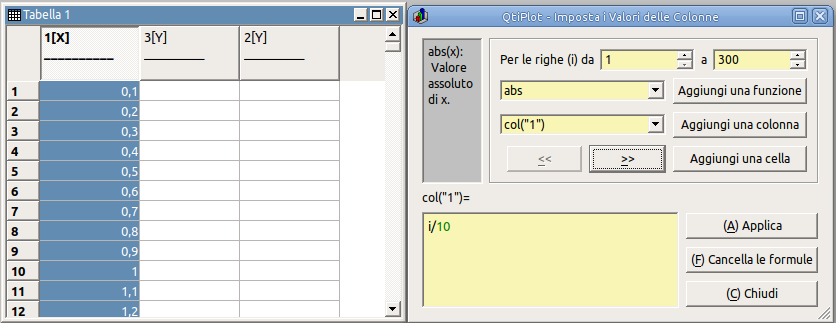 Tabella 1
1[X] 3[Y] 2[Y]
1 0,1
2 0,2
3 0,3
4 0,4
5 0,5
6 0,6
7 0,7
8 0,8
9 0,9
10 1
11 1,1
12 1,2
QtiPlot - Imposta i Valori delle Colonne
abs(x):
Valore
assoluto
di x.
Per le righe (i) da 1 a 300
abs Aggiungi una funzione
col("1") Aggiungi una colonna
<< >> Aggiungi una cella
col("1")=
i/10
(A) Applica
(F) Cancella le formule
(C) Chiudi